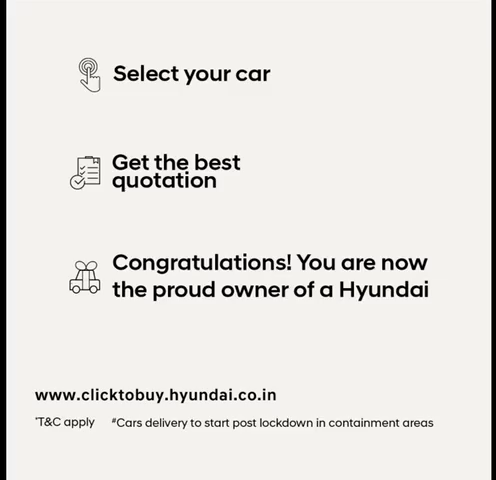 Select your car
Get the best
quotation
Congratulations! You are now
the proud owner of a Hyundai
www.clicktobuy.hyundai.co.in
*T&C apply #Cars delivery to start post lockdown in containment areas